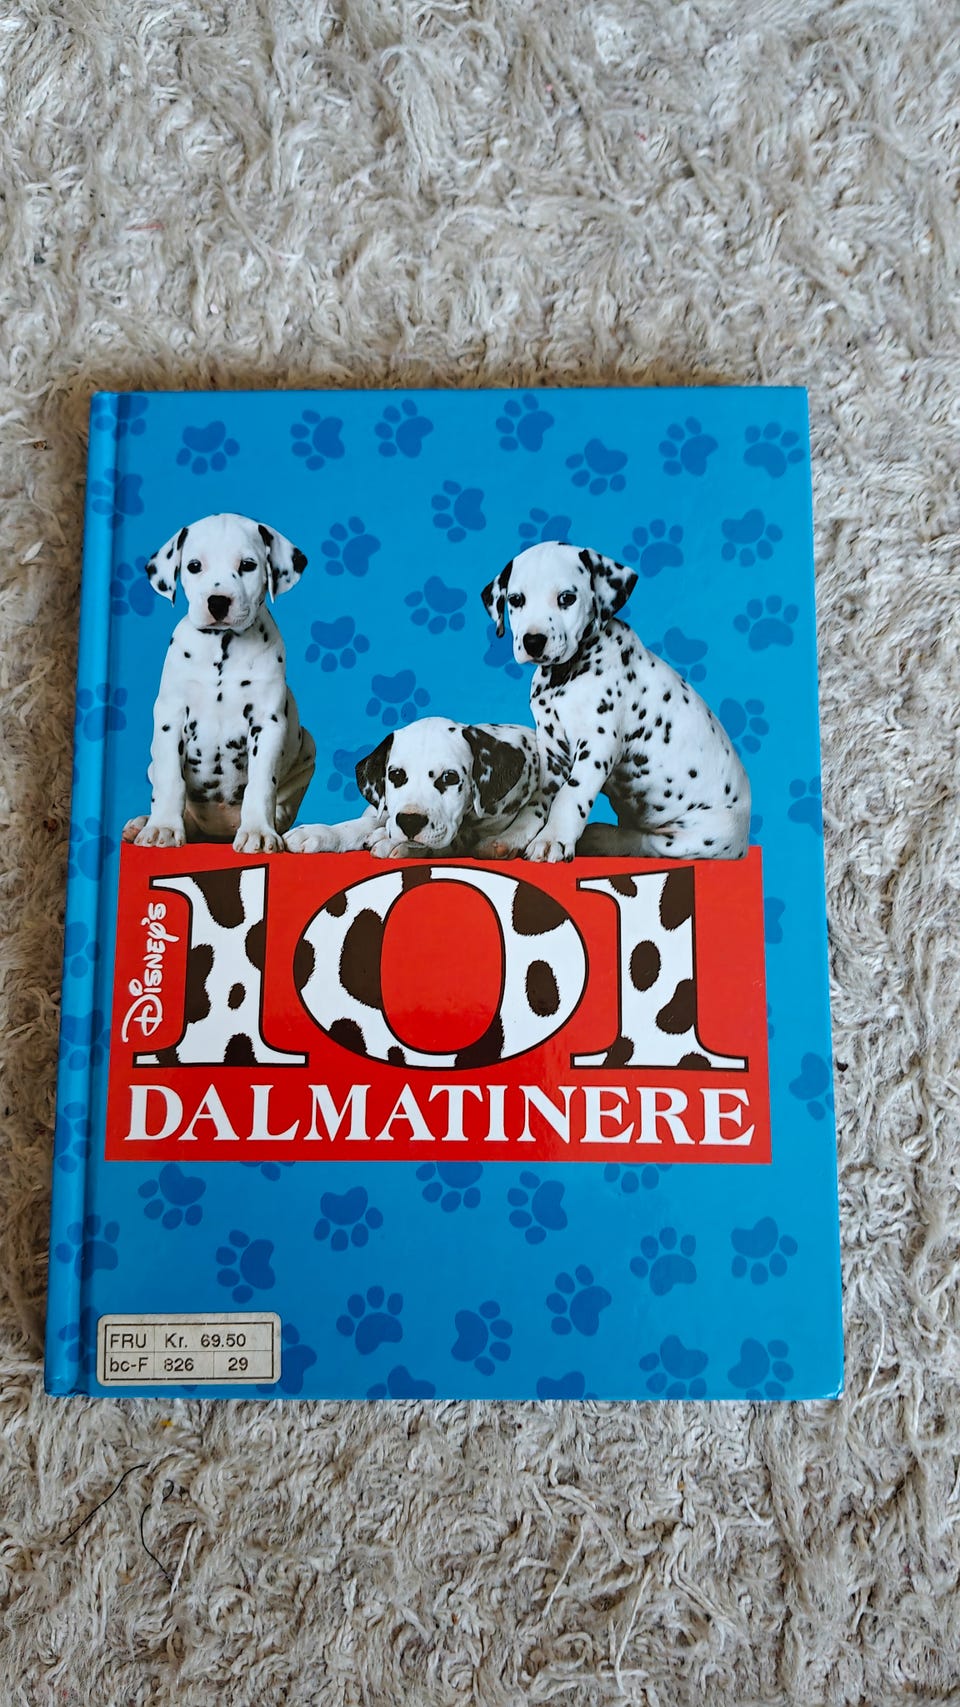 Disney's
101
DALMATINERE
FRU Kr. 69.50
bc-F 826 29